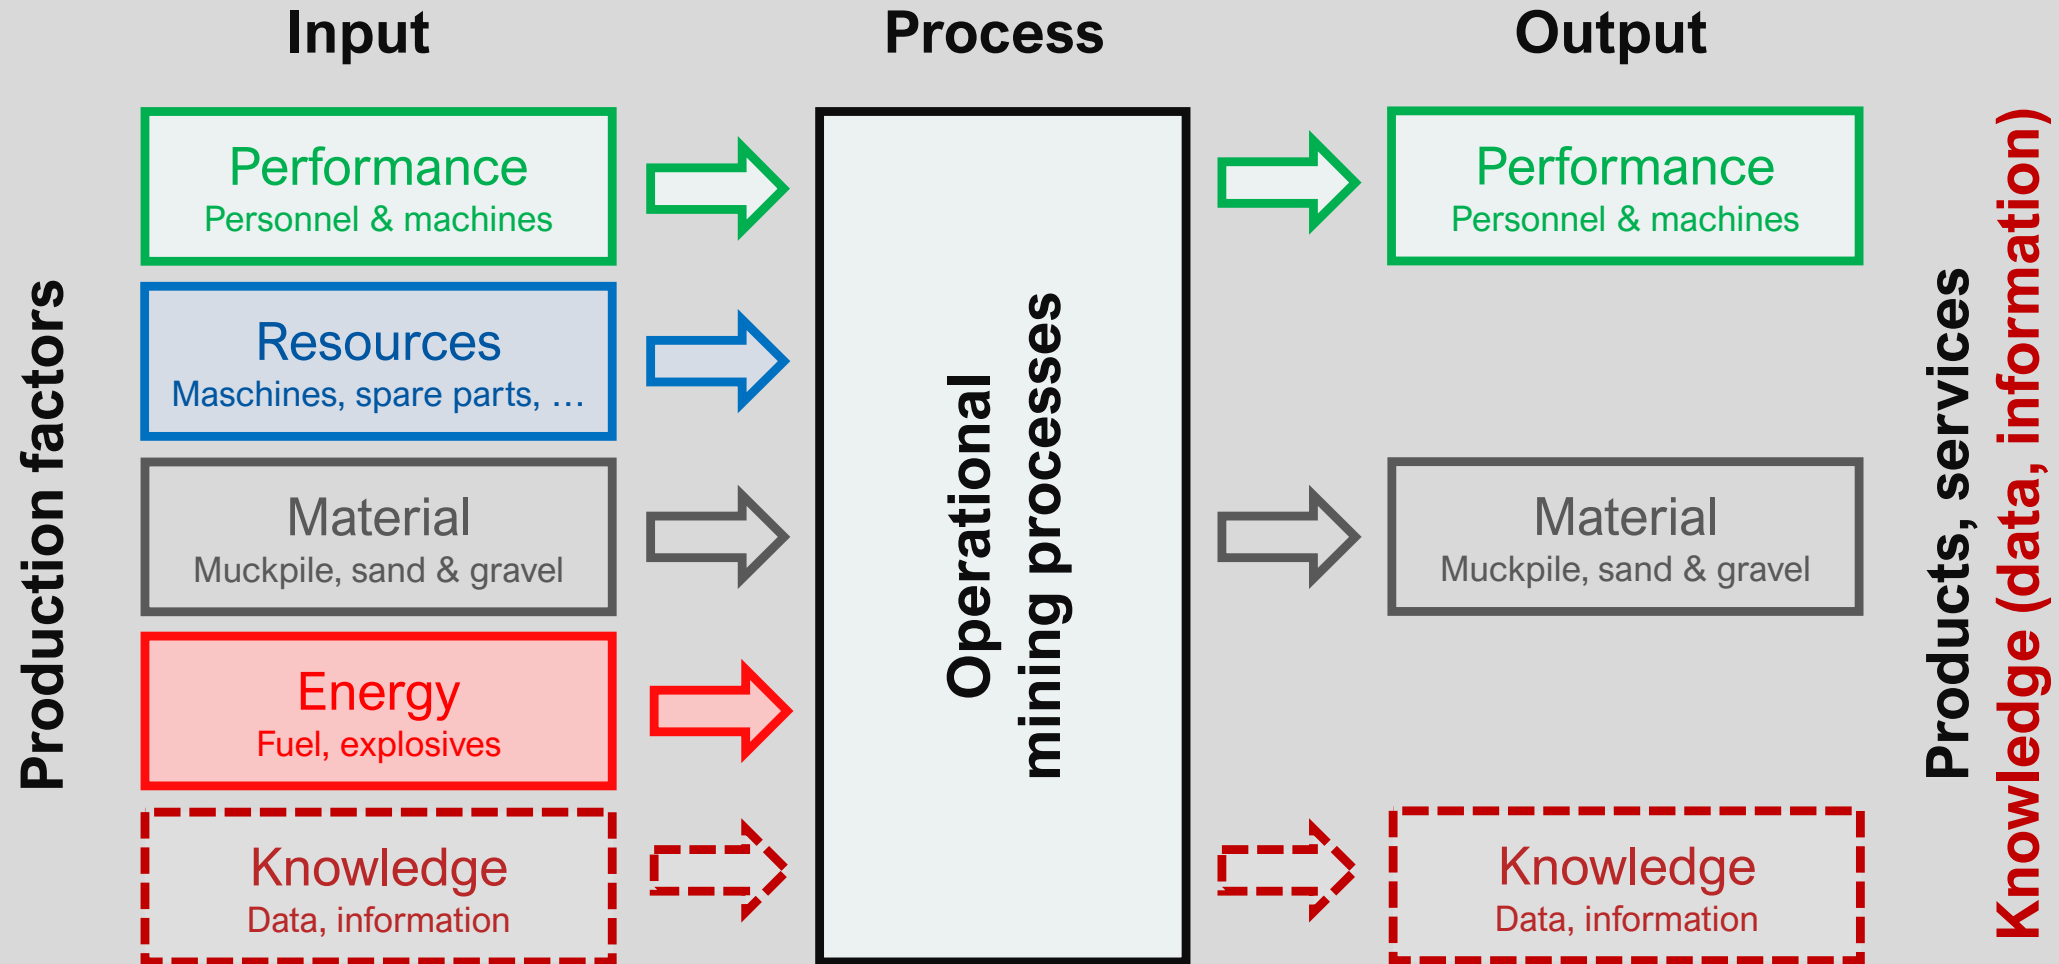 Input
Process
Output
Production factors
Performance
Personnel & machines
Resources
Maschines, spare parts, …
Material
Muckpile, sand & gravel
Energy
Fuel, explosives
Knowledge
Data, information
Operational
mining processes
Performance
Personnel & machines
Material
Muckpile, sand & gravel
Knowledge
Data, information
Products, services
Knowledge (data, information)